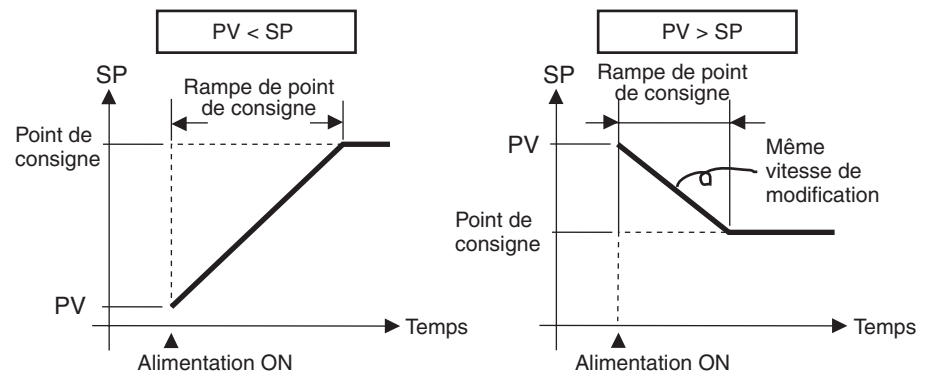 PV < SP
SP
Rampe de point
de consigne
Point de
consigne
PV
Temps
Alimentation ON
PV > SP
SP
Rampe de point
de consigne
PV
Même
vitesse de
modification
Point de
consigne
Temps
Alimentation ON